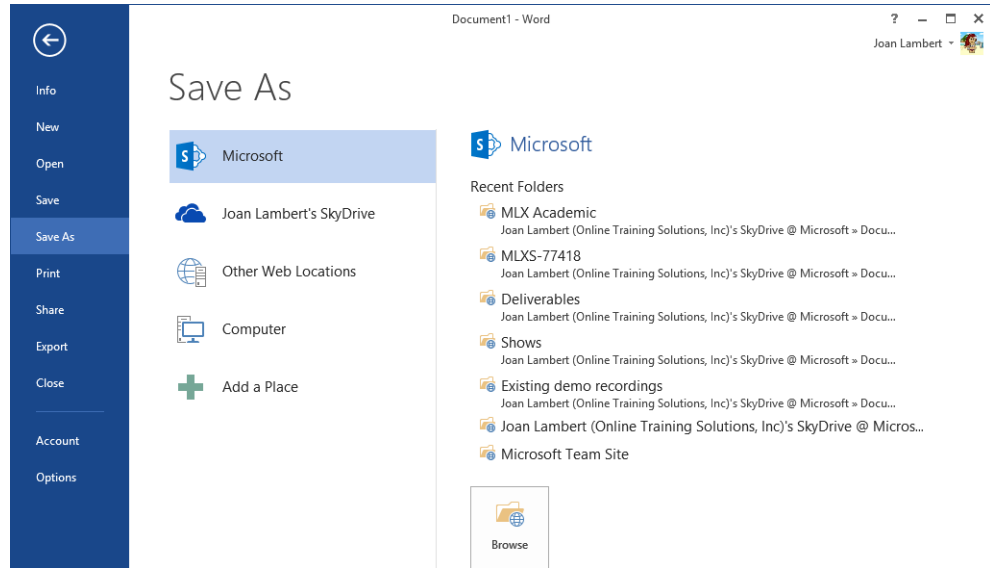 Document1 - Word
?
Joan Lambert
Info
New
Open
Save
Save As
Print
Share
Export
Close
Account
Options
Save As
Microsoft
Joan Lambert's SkyDrive
Other Web Locations
Computer
Add a Place
Microsoft
Recent Folders
MLX Academic
Joan Lambert (Online Training Solutions, Inc)'s SkyDrive @ Microsoft » Docu...
MLXS-77418
Joan Lambert (Online Training Solutions, Inc)'s SkyDrive @ Microsoft » Docu...
Deliverables
Joan Lambert (Online Training Solutions, Inc)'s SkyDrive @ Microsoft » Docu...
Shows
Joan Lambert (Online Training Solutions, Inc)'s SkyDrive @ Microsoft » Docu...
Existing demo recordings
Joan Lambert (Online Training Solutions, Inc)'s SkyDrive @ Microsoft » Docu...
Joan Lambert (Online Training Solutions, Inc)'s SkyDrive @ Micros...
Microsoft Team Site
Browse